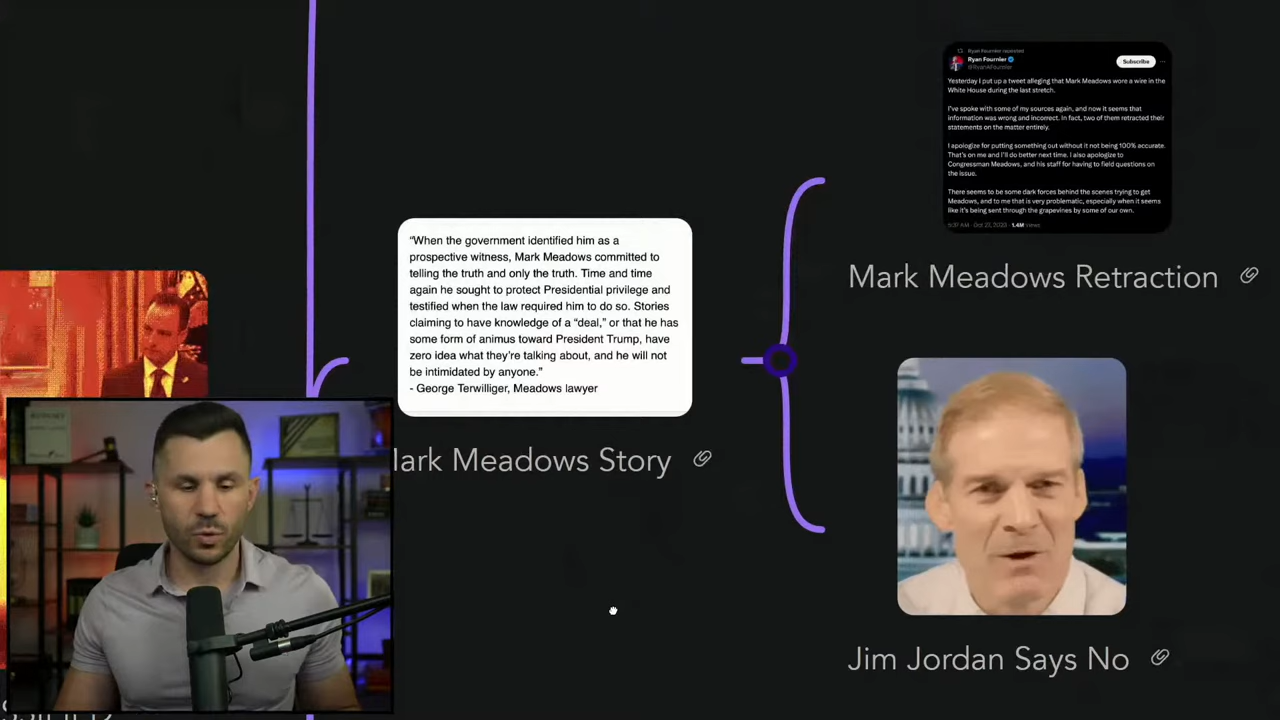 Ryan Fournier reposted
Ryan Fournier
@RyanAFournier
Subscribe
Yesterday I put up a tweet alleging that Mark Meadows wore a wire in the
White House during the last stretch.
I've spoke with some of my sources again, and now it seems that
information was wrong and incorrect. In fact, two of them retracted their
statements on the matter entirely.
I apologize for putting something out without it not being 100% accurate.
That's on me and I'll do better next time. I also apologize to
Congressman Meadows, and his staff for having to field questions on
the issue.
There seems to be some dark forces behind the scenes trying to get
Meadows, and to me that is very problematic, especially when it seems
like it's being sent through the grapevines by some of our own.
1.4M Views
Mark Meadows Retraction
“When the government identified him as a
prospective witness, Mark Meadows committed to
telling the truth and only the truth. Time and time
again he sought to protect Presidential privilege and
testified when the law required him to do so. Stories
claiming to have knowledge of a “deal,” or that he has
some form of animus toward President Trump, have
zero idea what they're talking about, and he will not
be intimidated by anyone.”
- George Terwilliger, Meadows lawyer
ark Meadows Story
Jim Jordan Says No